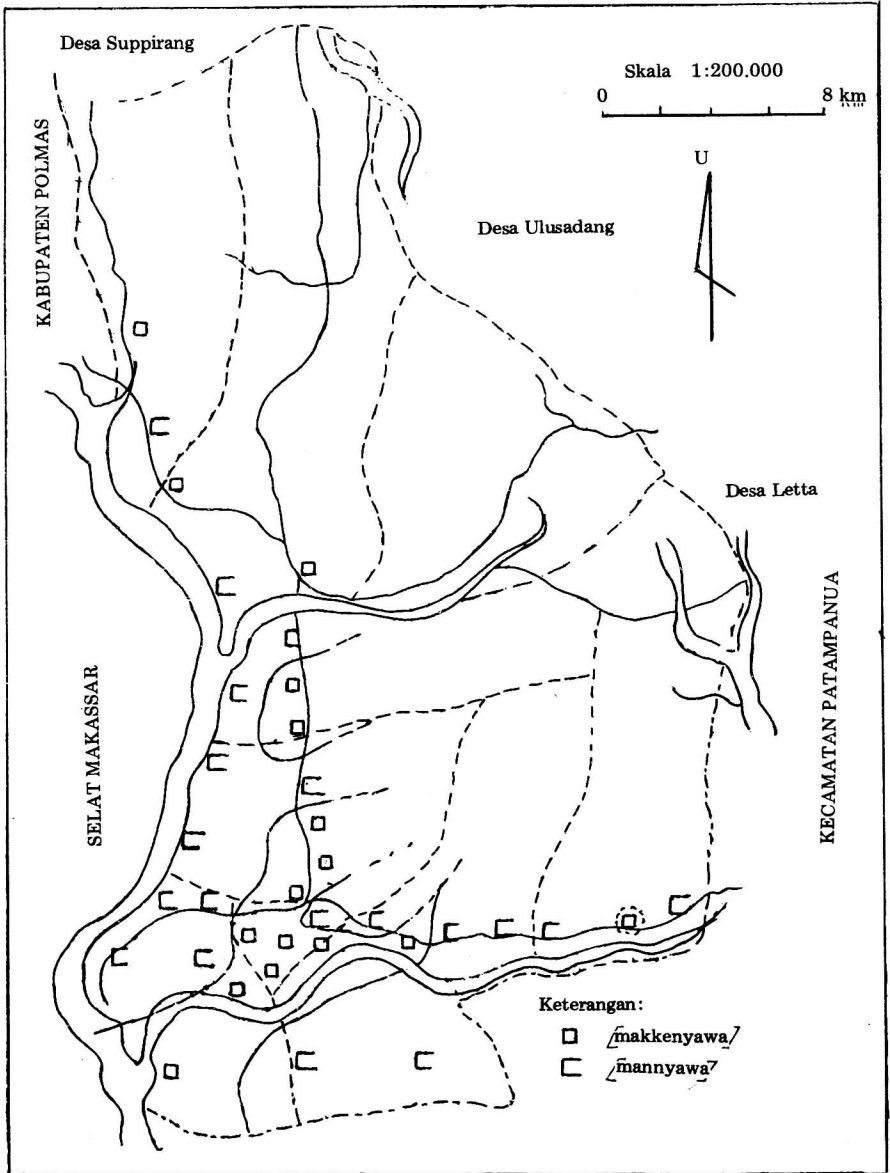 Desa Suppirang
Skala 1:200.000
0 8 km
KABUPATEN POLMAS
U
Desa Ulusadang
Desa Letta
SELAT MAKASSAR
KECAMATAN PATAMPANUA
Keterangan:
[makkenyawa]
[mannyawa]